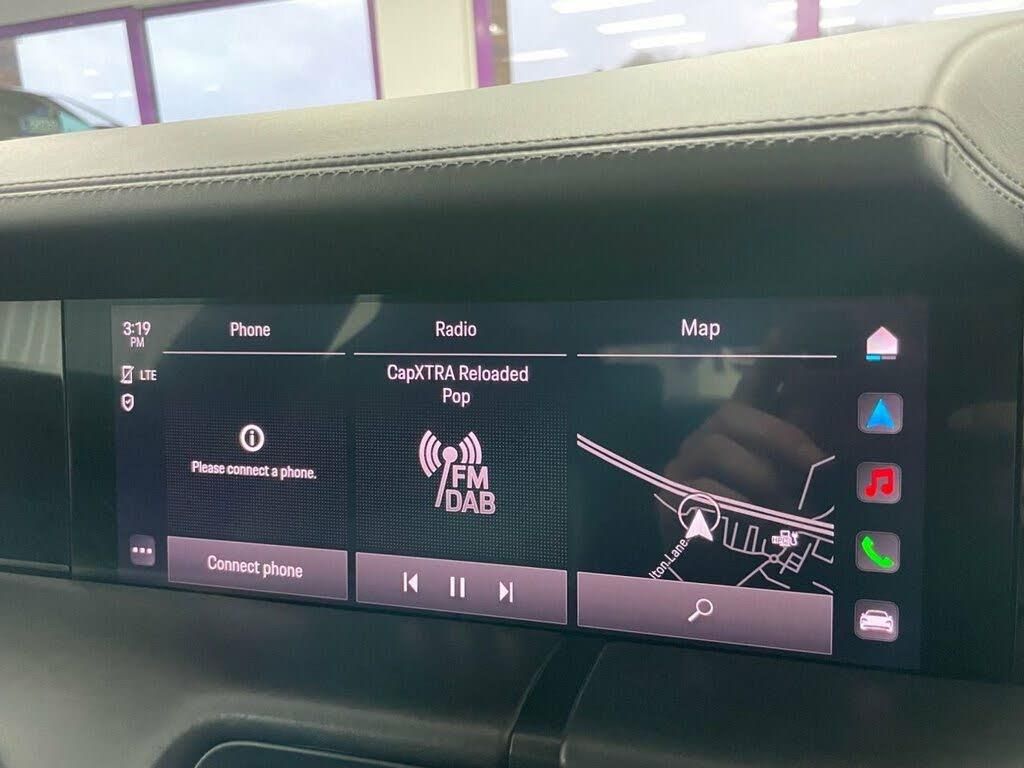 3:19
PM
LTE
Phone
Please connect a phone.
Connect phone
Radio
CapXTRA Reloaded
Pop
FM
DAB
Map
lton Lane
HPC